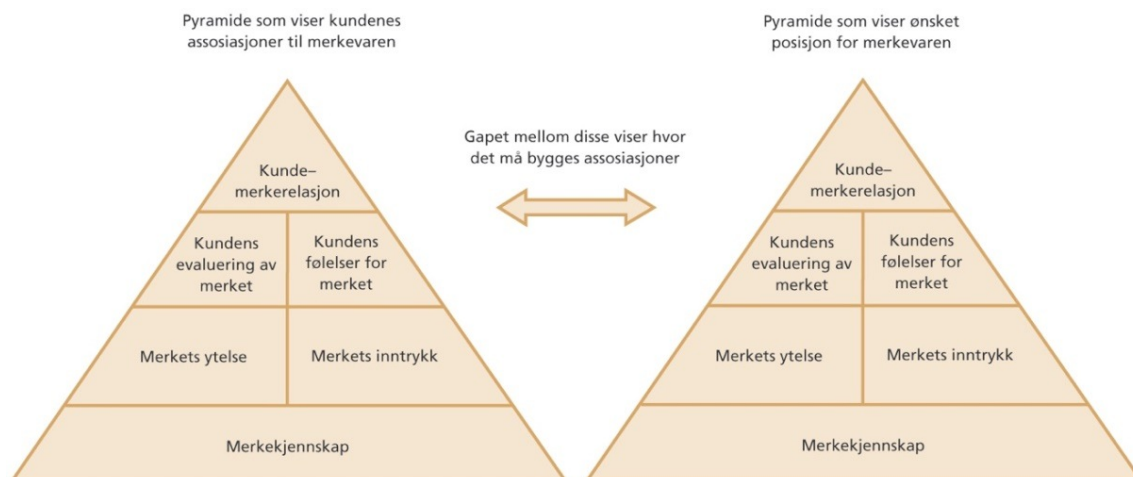 Pyramide som viser kundenes
assosiasjoner til merkevaren
Pyramide som viser ønsket
posisjon for merkevaren
Gapet mellom disse viser hvor
det må bygges assosiasjoner
Kunde–
merkerelasjon
Kundens
evaluering av
merket
Kundens
følelser for
merket
Merkets ytelse
Merkets inntrykk
Merkekjennskap
Kunde–
merkerelasjon
Kundens
evaluering av
merket
Kundens
følelser for
merket
Merkets ytelse
Merkets inntrykk
Merkekjennskap